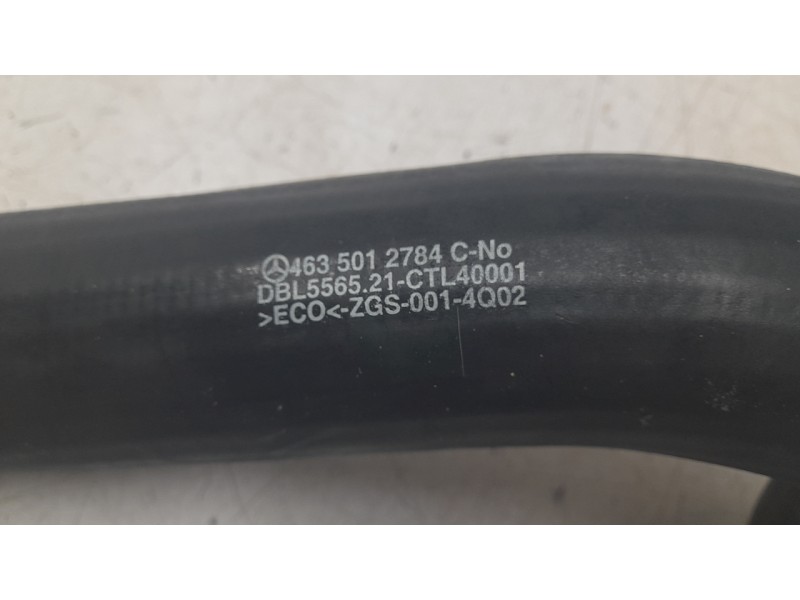 463 501 2784 C-No
DBL5565.21-CTL40001
>ECO<-ZGS-001-4Q02